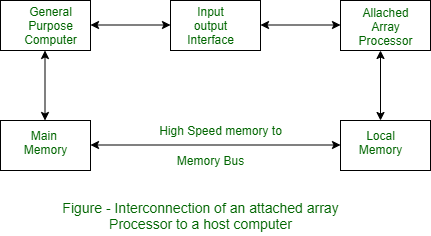 General
Purpose
Computer
Input
output
Interface
Allached
Array
Processor
Main
Memory
High Speed memory to
Memory Bus
Local
Memory
Figure - Interconnection of an attached array
Processor to a host computer